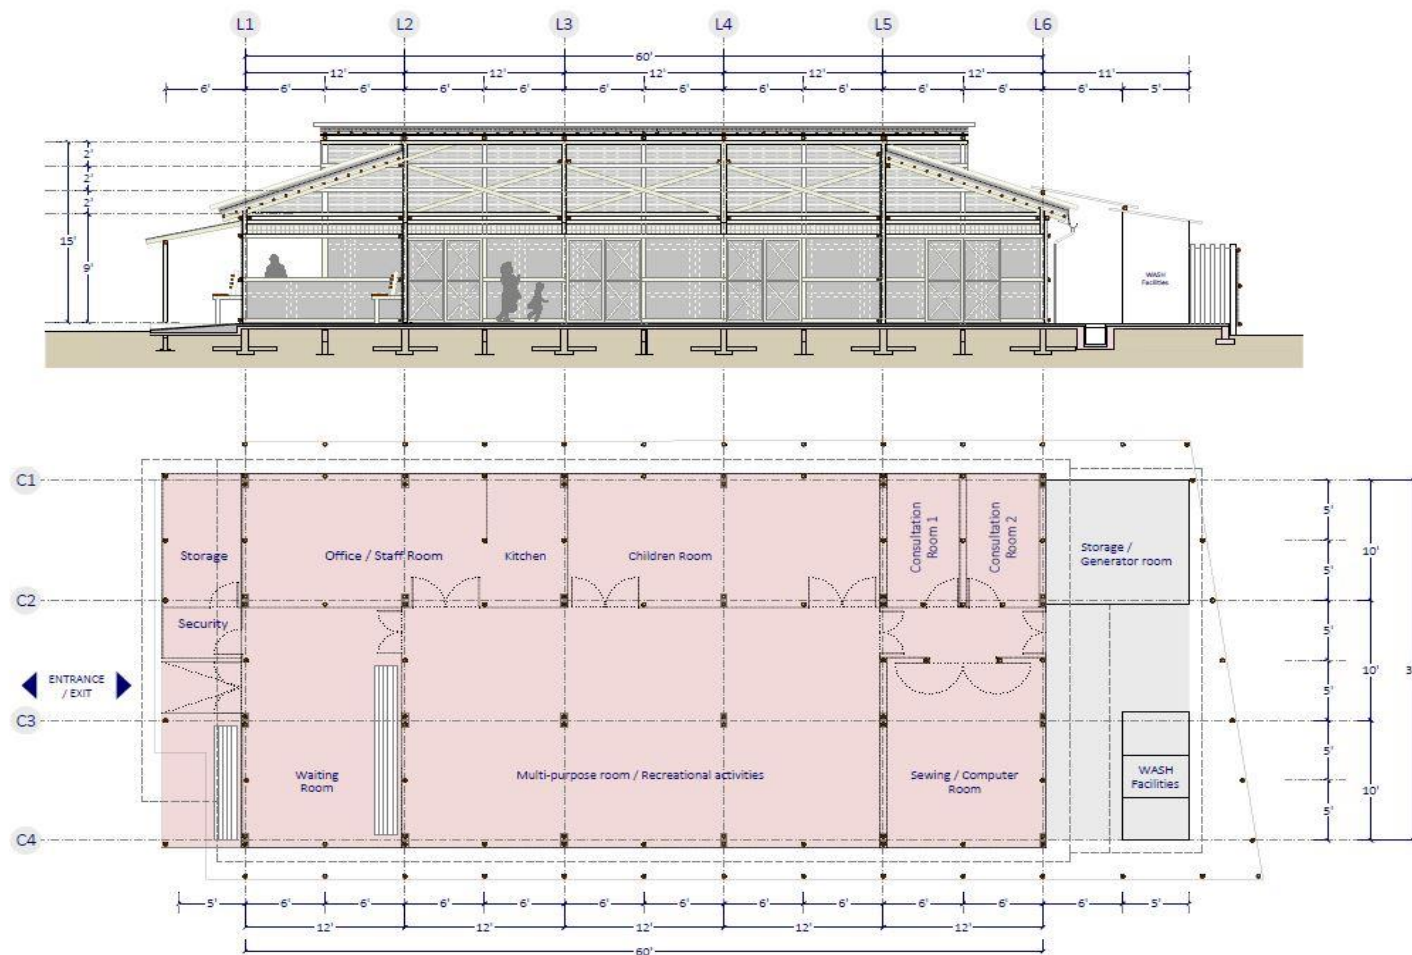 L1 L2 L3 L4 L5 L6
60'
12' 12' 12' 12' 12' 11'
6' 6' 6' 6' 6' 6' 6' 6' 6' 6' 6' 6' 5'
2'
2'
2'
15'
9'
WASH
Facilities
C1
C2
C3
C4
Storage
Office / Staff Room
Kitchen
Children Room
Consultation
Room 1
Consultation
Room 2
Storage /
Generator room
Security
ENTRANCE
/ EXIT
Waiting
Room
Multi-purpose room / Recreational activities
Sewing / Computer
Room
WASH
Facilities
5'
10'
5'
5'
10'
3
5'
5'
10'
5'
5' 6' 6' 6' 6' 6' 6' 6' 6' 6' 6' 6' 5'
12' 12' 12' 12' 12'
60'